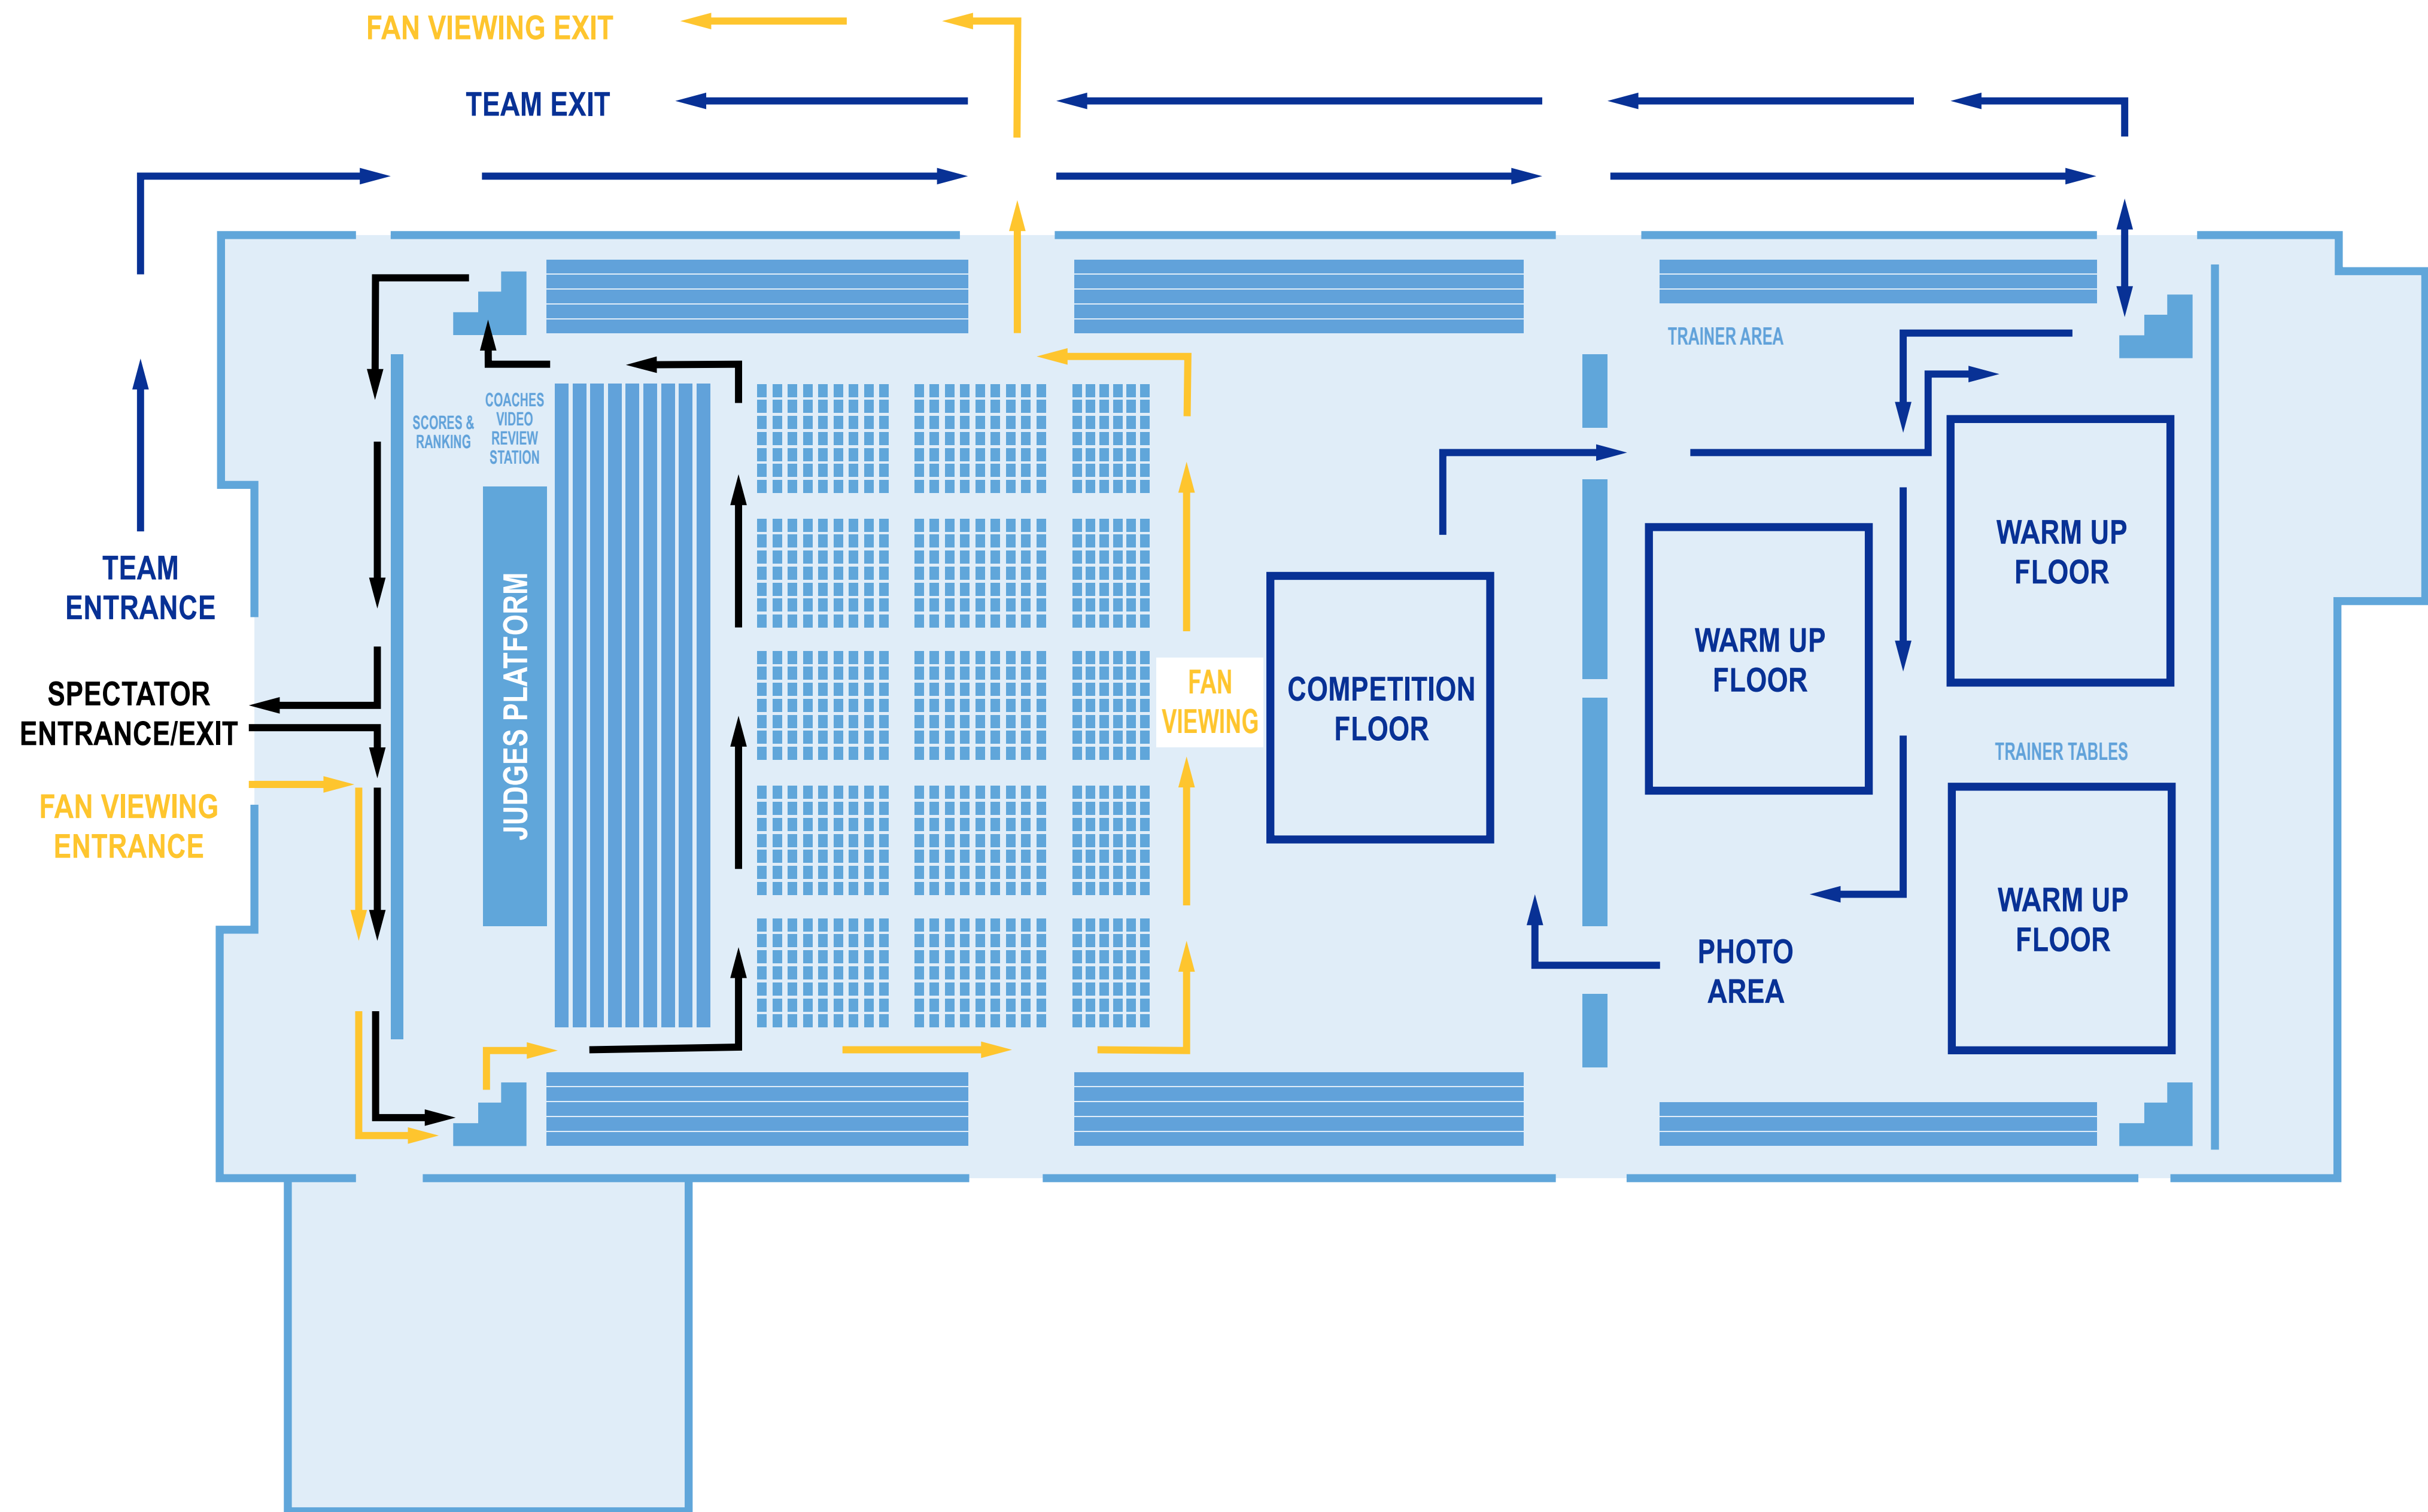 FAN VIEWING EXIT
TEAM EXIT
TRAINER AREA
SCORES &
RANKING
COACHES
VIDEO
REVIEW
STATION
TEAM
ENTRANCE
SPECTATOR
ENTRANCE/EXIT
FAN VIEWING
ENTRANCE
JUDGES PLATFORM
FAN
VIEWING
COMPETITION
FLOOR
WARM UP
FLOOR
WARM UP
FLOOR
TRAINER TABLES
WARM UP
FLOOR
PHOTO
AREA